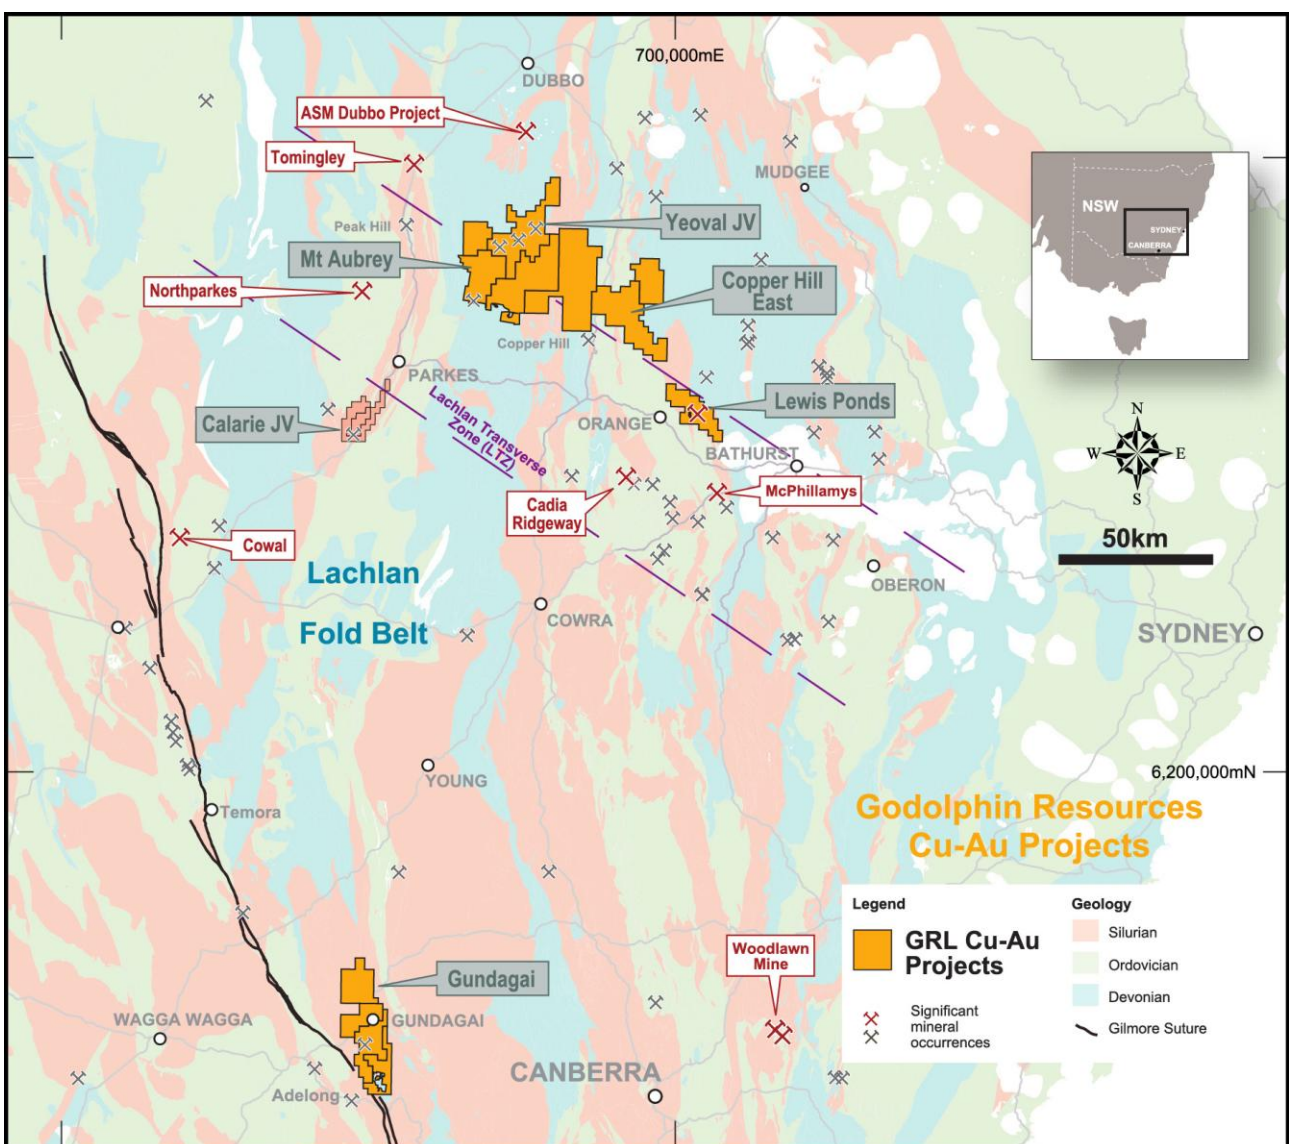 700,000mE
DUBBO
ASM Dubbo Project
Tomingley
MUDGEE
NSW
SYDNEY
CANBERRA
Peak Hill
Yeoval JV
Mt Aubrey
Northparkes
Copper Hill
East
Copper Hill
PARKES
Lachlan Transverse
Zone (LTZ)
Calarie JV
Lewis Ponds
ORANGE
BATHURST
N
W
E
S
McPhillamys
Cadia
Ridgeway
50km
Cowal
Lachlan
Fold Belt
OBERON
COWRA
SYDNEY
YOUNG
6,200,000mN
Temora
Godolphin Resources
Cu-Au Projects
Legend
GRL Cu-Au
Projects
Significant
mineral
occurrences
Geology
Silurian
Ordovician
Devonian
Gilmore Suture
Woodlawn
Mine
Gundagai
WAGGA WAGGA
GUNDAGAI
CANBERRA
Adelong